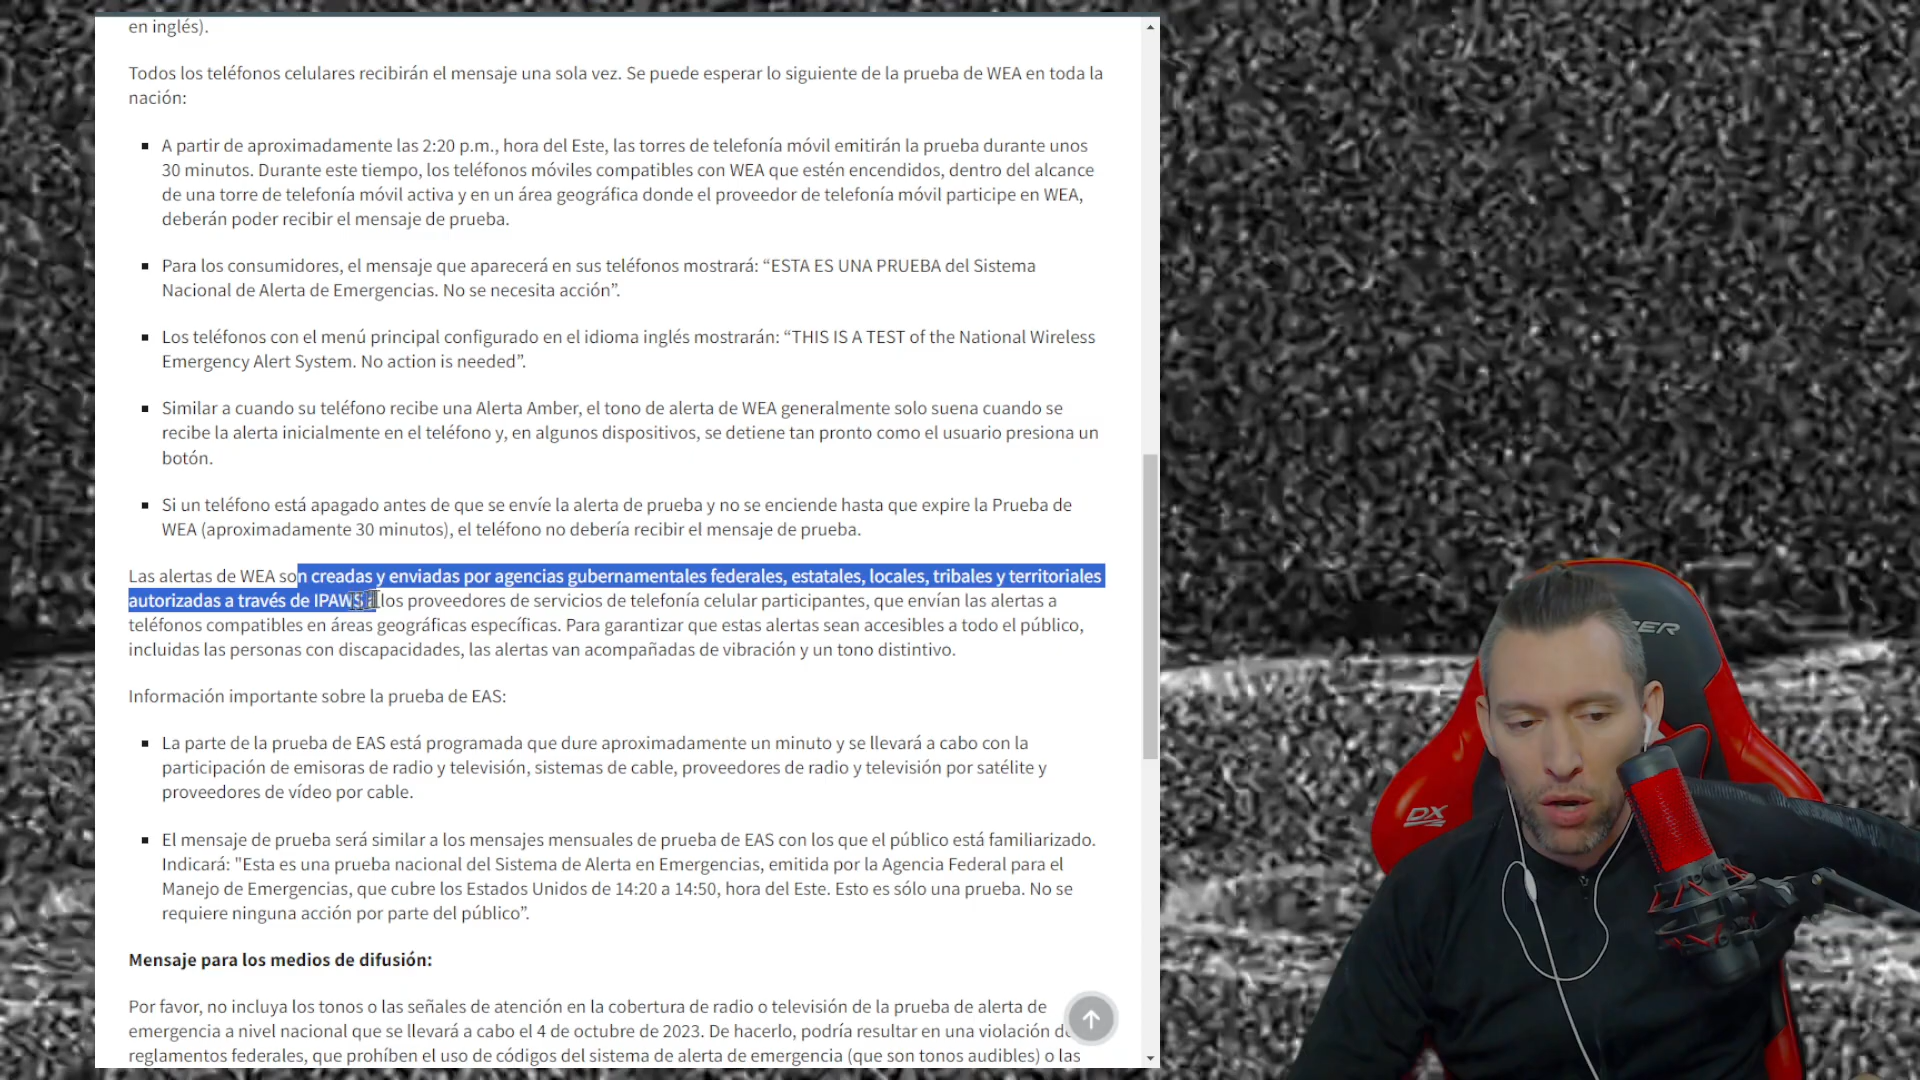 en inglés).
Todos los teléfonos celulares recibirán el mensaje una sola vez. Se puede esperar lo siguiente de la prueba de WEA en toda la
nación:
A partir de aproximadamente las 2:20 p.m., hora del Este, las torres de telefonía móvil emitirán la prueba durante unos
30 minutos. Durante este tiempo, los teléfonos móviles compatibles con WEA que estén encendidos, dentro del alcance
de una torre de telefonía móvil activa y en un área geográfica donde el proveedor de telefonía móvil participe en WEA,
deberán poder recibir el mensaje de prueba.
Para los consumidores, el mensaje que aparecerá en sus teléfonos mostrará: “ESTA ES UNA PRUEBA del Sistema
Nacional de Alerta de Emergencias. No se necesita acción”.
Los teléfonos con el menú principal configurado en el idioma inglés mostrarán: “THIS IS A TEST of the National Wireless
Emergency Alert System. No action is needed”.
Similar a cuando su teléfono recibe una Alerta Amber, el tono de alerta de WEA generalmente solo suena cuando se
recibe la alerta inicialmente en el teléfono y, en algunos dispositivos, se detiene tan pronto como el usuario presiona un
botón.
Si un teléfono está apagado antes de que se envíe la alerta de prueba y no se enciende hasta que expire la Prueba de
WEA (aproximadamente 30 minutos), el teléfono no debería recibir el mensaje de prueba.
Las alertas de WEA son creadas y enviadas por agencias gubernamentales federales, estatales, locales, tribales y territoriales
autorizadas a través de IPAWS a los proveedores de servicios de telefonía celular participantes, que envían las alertas a
teléfonos compatibles en áreas geográficas específicas. Para garantizar que estas alertas sean accesibles a todo el público,
incluidas las personas con discapacidades, las alertas van acompañadas de vibración y un tono distintivo.
Información importante sobre la prueba de EAS:
La parte de la prueba de EAS está programada que dure aproximadamente un minuto y se llevará a cabo con la
participación de emisoras de radio y televisión, sistemas de cable, proveedores de radio y televisión por satélite y
proveedores de vídeo por cable.
El mensaje de prueba será similar a los mensajes mensuales de prueba de EAS con los que el público está familiarizado.
Indicará: "Esta es una prueba nacional del Sistema de Alerta en Emergencias, emitida por la Agencia Federal para el
Manejo de Emergencias, que cubre los Estados Unidos de 14:20 a 14:50, hora del Este. Esto es sólo una prueba. No se
requiere ninguna acción por parte del público”.
Mensaje para los medios de difusión:
Por favor, no incluya los tonos o las señales de atención en la cobertura de radio o televisión de la prueba de alerta de
emergencia a nivel nacional que se llevará a cabo el 4 de octubre de 2023. De hacerlo, podría resultar en una violación de
reglamentos federales, que prohíben el uso de códigos del sistema de alerta de emergencia (que son tonos audibles) o las
DX